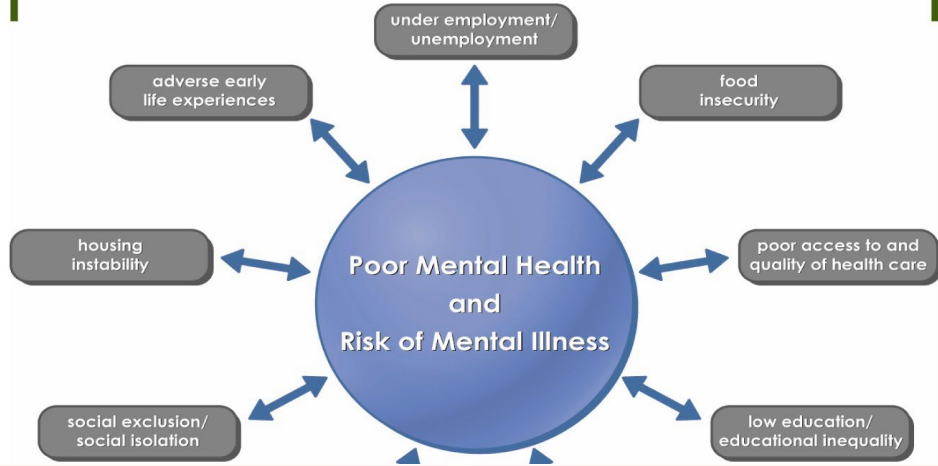 under employment/
unemployment
adverse early
life experiences
food
insecurity
housing
instability
poor access to and
quality of health care
Poor Mental Health
and
Risk of Mental Illness
social exclusion/
social isolation
low education/
educational inequality